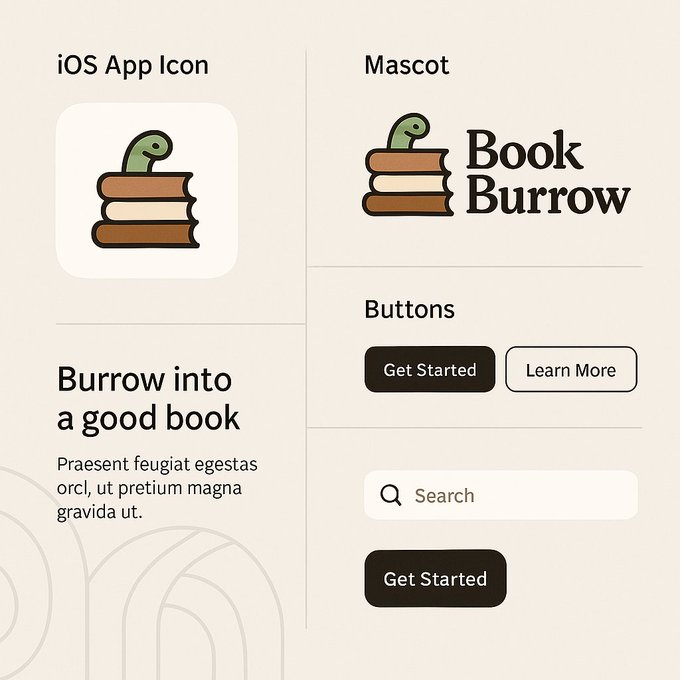 iOS App Icon
Burrow into
a good book
Praesent feugiat egestas
orcl, ut pretium magna
gravida ut.
Mascot
Book
Burrow
Buttons
Get Started
Learn More
Search
Get Started